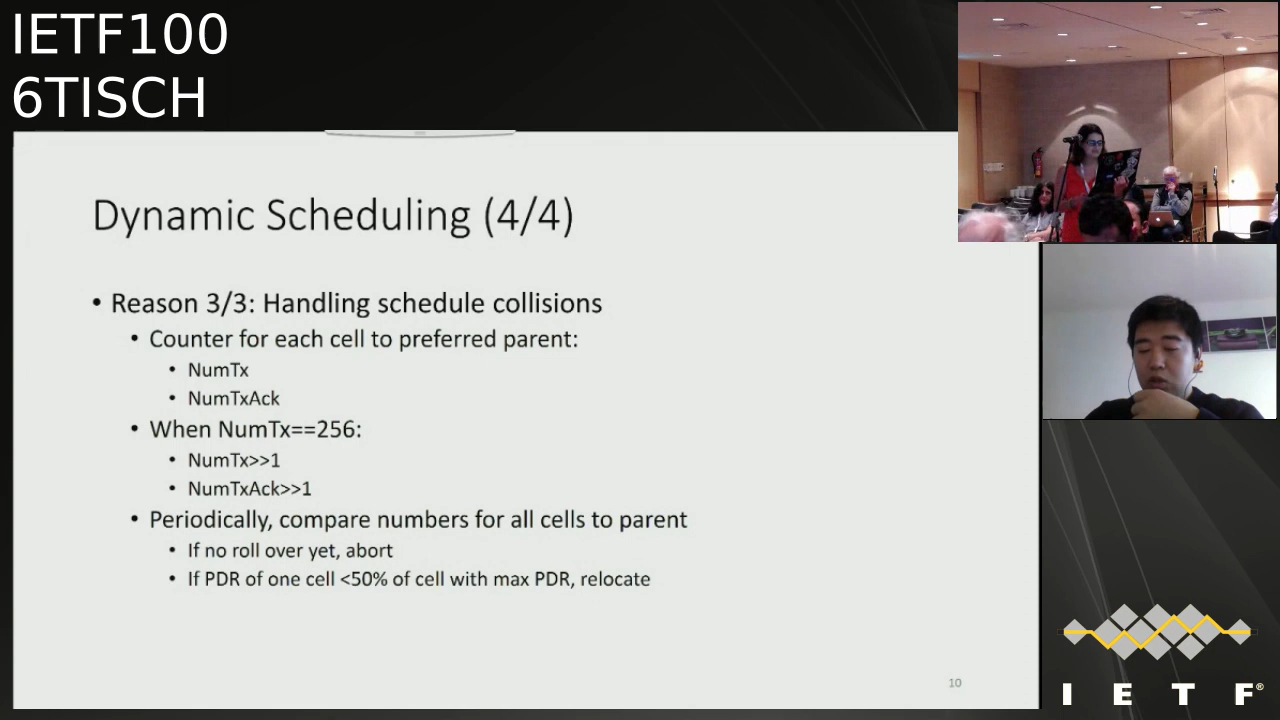 IETF100
6TISCH
Dynamic Scheduling (4/4)
• Reason 3/3: Handling schedule collisions
• Counter for each cell to preferred parent:
• NumTx
• NumTxAck
• When NumTx==256:
• NumTx>>1
• NumTxAck>>1
• Periodically, compare numbers for all cells to parent
• If no roll over yet, abort
• If PDR of one cell <50% of cell with max PDR, relocate
10
I E T F®